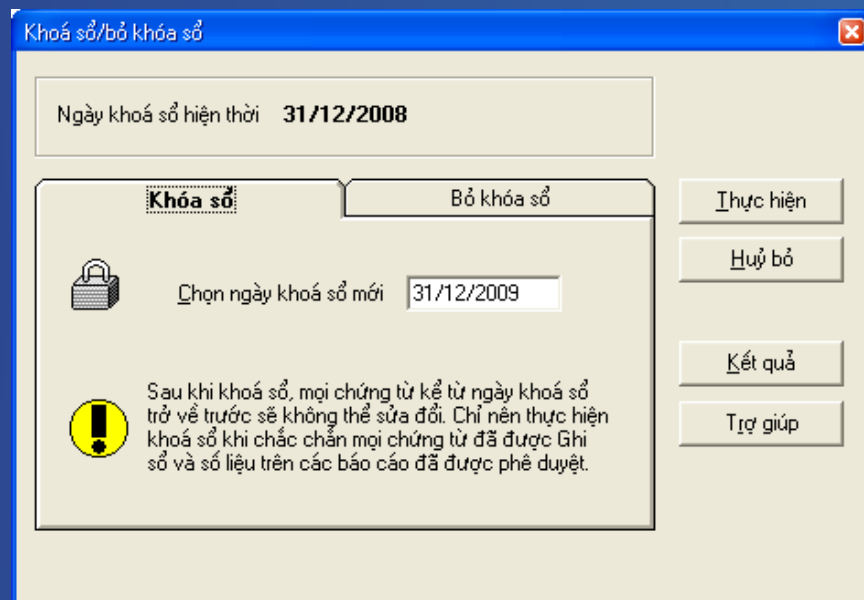 Khoá sổ/bỏ khóa sổ
Ngày khoá sổ hiện thời 31/12/2008
Khóa sổ
Bỏ khóa sổ
Chọn ngày khoá sổ mới 31/12/2009
Sau khi khoá sổ, mọi chứng từ kể từ ngày khoá sổ
trở về trước sẽ không thể sửa đổi. Chỉ nên thực hiện
khoá sổ khi chắc chắn mọi chứng từ đã được Ghi
sổ và số liệu trên các báo cáo đã được phê duyệt.
Thực hiện
Huỷ bỏ
Kết quả
Trợ giúp